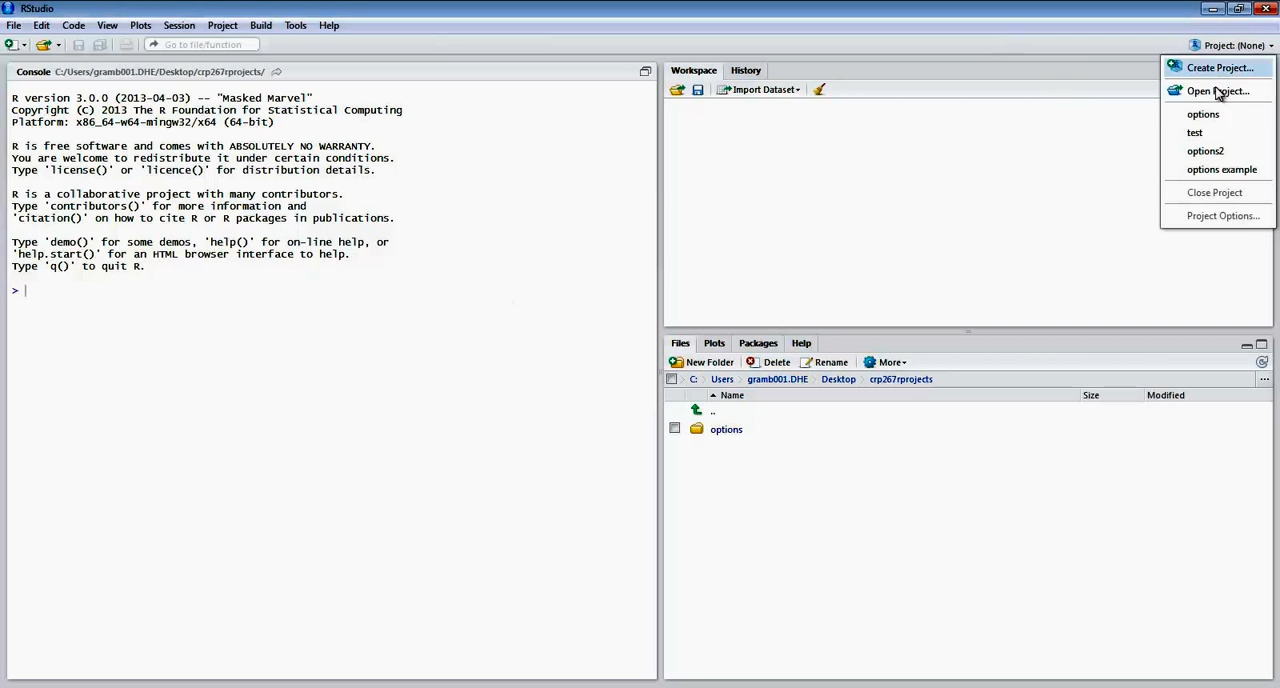 RStudio
File Edit Code View Plots Session Project Build Tools Help
Go to file/function
Project: (None)
Console C:/Users/gramb001.DHE/Desktop/crp267rprojects/
R version 3.0.0 (2013-04-03) -- "Masked Marvel"
Copyright (C) 2013 The R Foundation for Statistical Computing
Platform: x86_64-w64-mingw32/x64 (64-bit)
R is free software and comes with ABSOLUTELY NO WARRANTY.
You are welcome to redistribute it under certain conditions.
Type 'license()' or 'licence()' for distribution details.
R is a collaborative project with many contributors.
Type 'contributors()' for more information and
'citation()' on how to cite R or R packages in publications.
Type 'demo()' for some demos, 'help()' for on-line help, or
'help.start()' for an HTML browser interface to help.
Type 'q()' to quit R.
>
Workspace History
Import Dataset
Create Project...
Open Project...
options
test
options2
options example
Close Project
Project Options...
Files Plots Packages Help
New Folder Delete Rename More
C: Users gramb001.DHE Desktop crp267rprojects ...
Name Size Modified
..
options